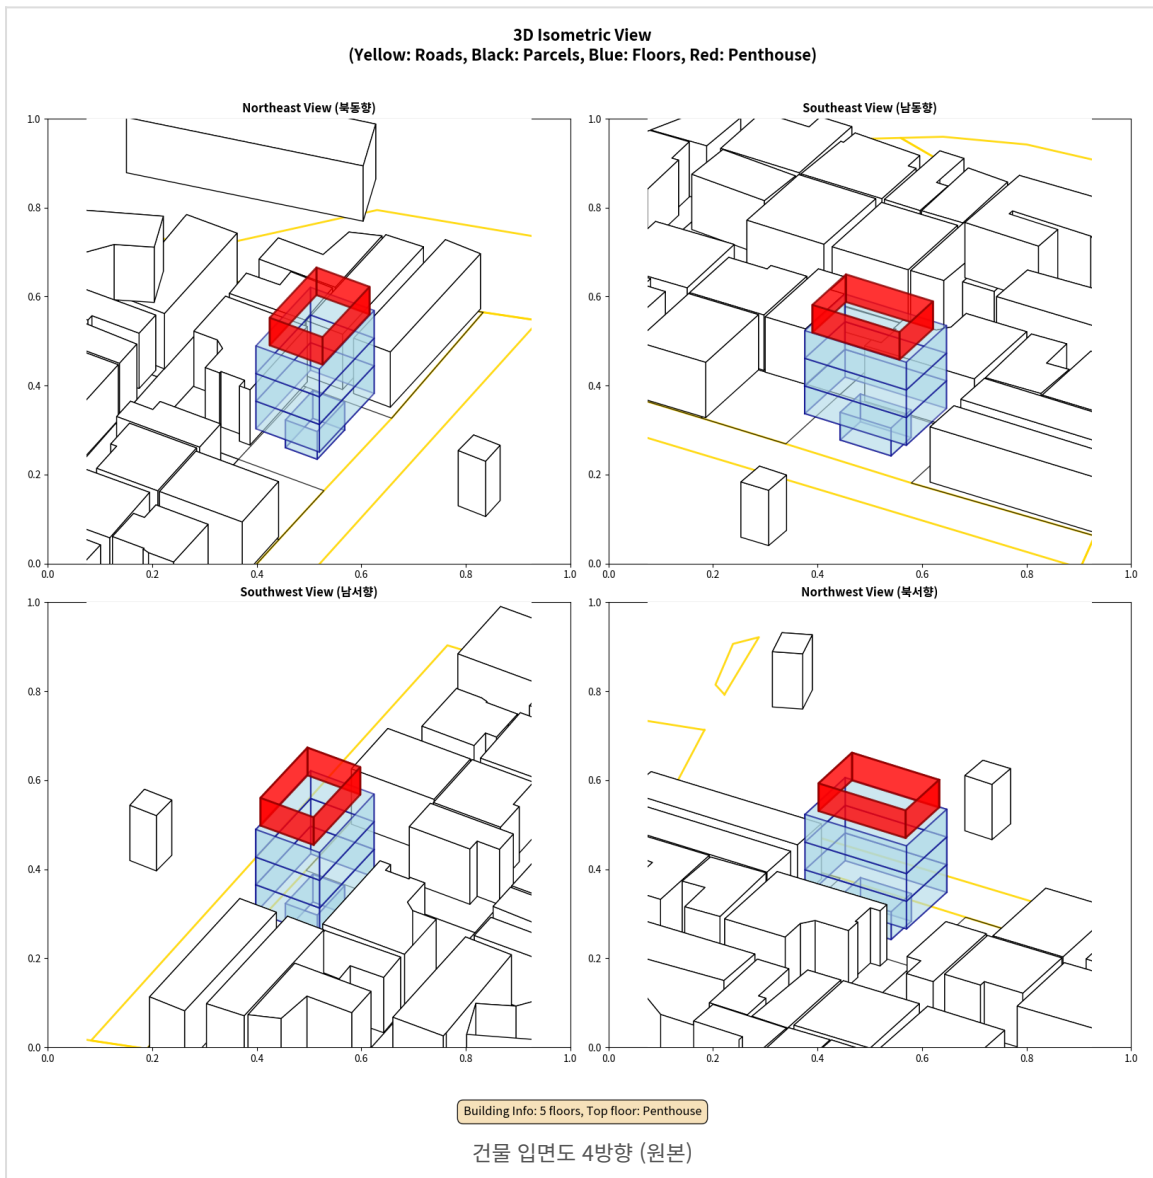 3D Isometric View
(Yellow: Roads, Black: Parcels, Blue: Floors, Red: Penthouse)
Northeast View (북동향)
1.0
0.8
0.6
0.4
0.2
0.0
0.0 0.2 0.4 0.6 0.8 1.0
Southeast View (남동향)
1.0
0.8
0.6
0.4
0.2
0.0
0.0 0.2 0.4 0.6 0.8 1.0
Southwest View (남서향)
1.0
0.8
0.6
0.4
0.2
0.0
0.0 0.2 0.4 0.6 0.8 1.0
Northwest View (북서향)
1.0
0.8
0.6
0.4
0.2
0.0
0.0 0.2 0.4 0.6 0.8 1.0
Building Info: 5 floors, Top floor: Penthouse
건물 입면도 4방향 (원본)